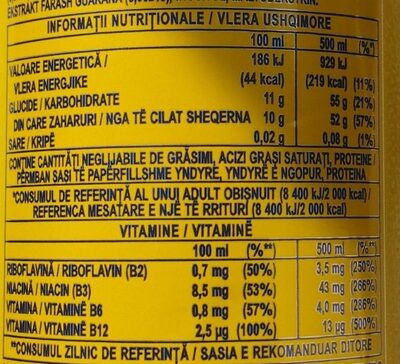 EKSTRAKT FARASH GUARANA
INFORMAȚII NUTRIȚIONALE / VLERA USHQIMORE
100 ml 500 ml (%*)
VALOARE ENERGETICĂ / 186 kJ 929 kJ
VLERA ENERGJIKE (44 kcal) (219 kcal) (11%)
GLUCIDE / KARBOHIDRATE 11 g 55 g (21%)
DIN CARE ZAHARURI / NGA TË CILAT SHEQERNA 10 g 52 g (57%)
SARE / KRIPË 0,02 g 0,08 g (1%)
CONȚINE CANTITĂȚI NEGLIJABILE DE GRĂSIMI, ACIZI GRAȘI SATURAȚI, PROTEINE /
PËRMBAN SASI TË PAPËRFILLSHME YNDYRË, YNDYRË E NGOPUR, PROTEINA
*CONSUMUL DE REFERINȚĂ AL UNUI ADULT OBIȘNUIT (8 400 kJ/2 000 kcal) /
REFERENCA MESATARE E NJË TË RRITURI (8 400 kJ/2 000 kcal)
VITAMINE / VITAMINË
100 ml (%**) 500 ml (%**)
RIBOFLAVINĂ / RIBOFLAVIN (B2) 0,7 mg (50%) 3,5 mg (250%)
NIACINĂ / NIACIN (B3) 8,5 mg (53%) 43 mg (266%)
VITAMINA / VITAMINË B6 0,8 mg (57%) 4,0 mg (286%)
VITAMINA / VITAMINË B12 2,5 µg (100%) 13 µg (500%)
**CONSUMUL ZILNIC DE REFERINȚĂ / SASIA E REKOMANDUAR DITORE